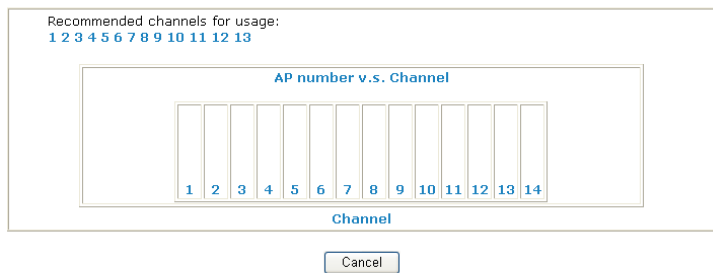 Recommended channels for usage:
1 2 3 4 5 6 7 8 9 10 11 12 13
AP number v.s. Channel
1 2 3 4 5 6 7 8 9 10 11 12 13 14
Channel
Cancel